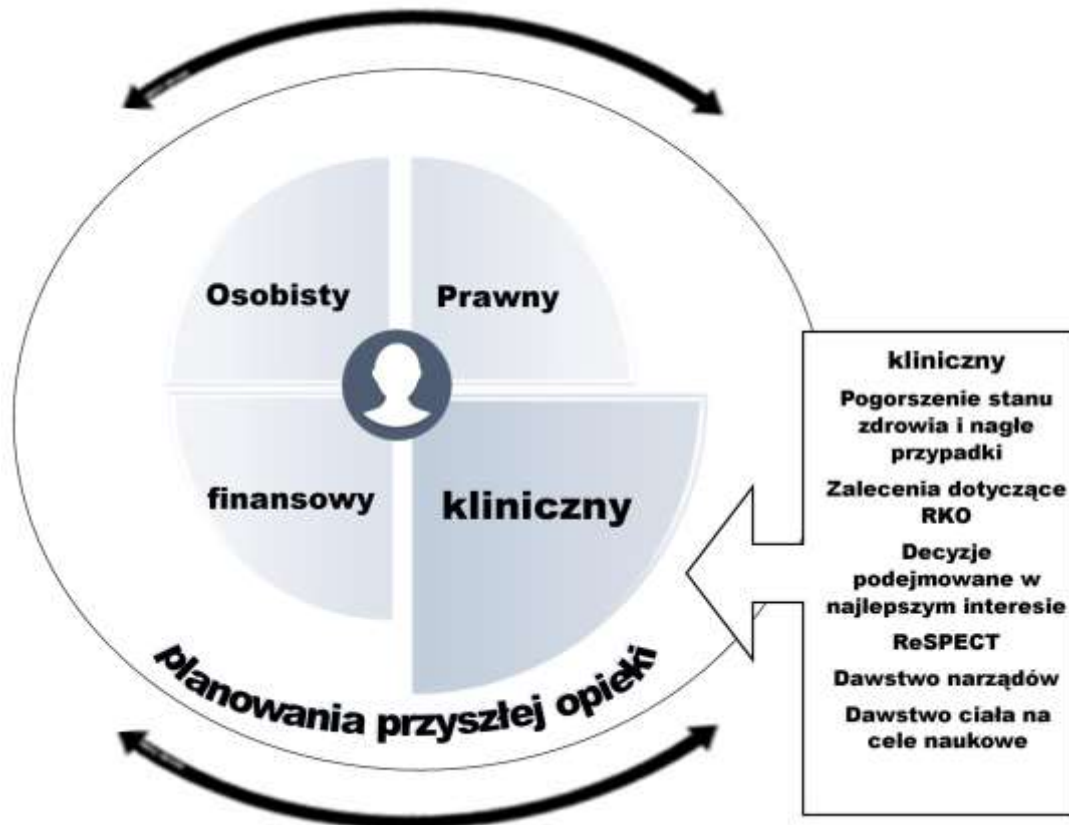 Osobisty
Prawny
finansowy
kliniczny
planowania przyszłej opieki
kliniczny
Pogorszenie stanu
zdrowia i nagłe
przypadki
Zalecenia dotyczące
RKO
Decyzje
podejmowane w
najlepszym interesie
ReSPECT
Dawstwo narządów
Dawstwo ciała na
cele naukowe